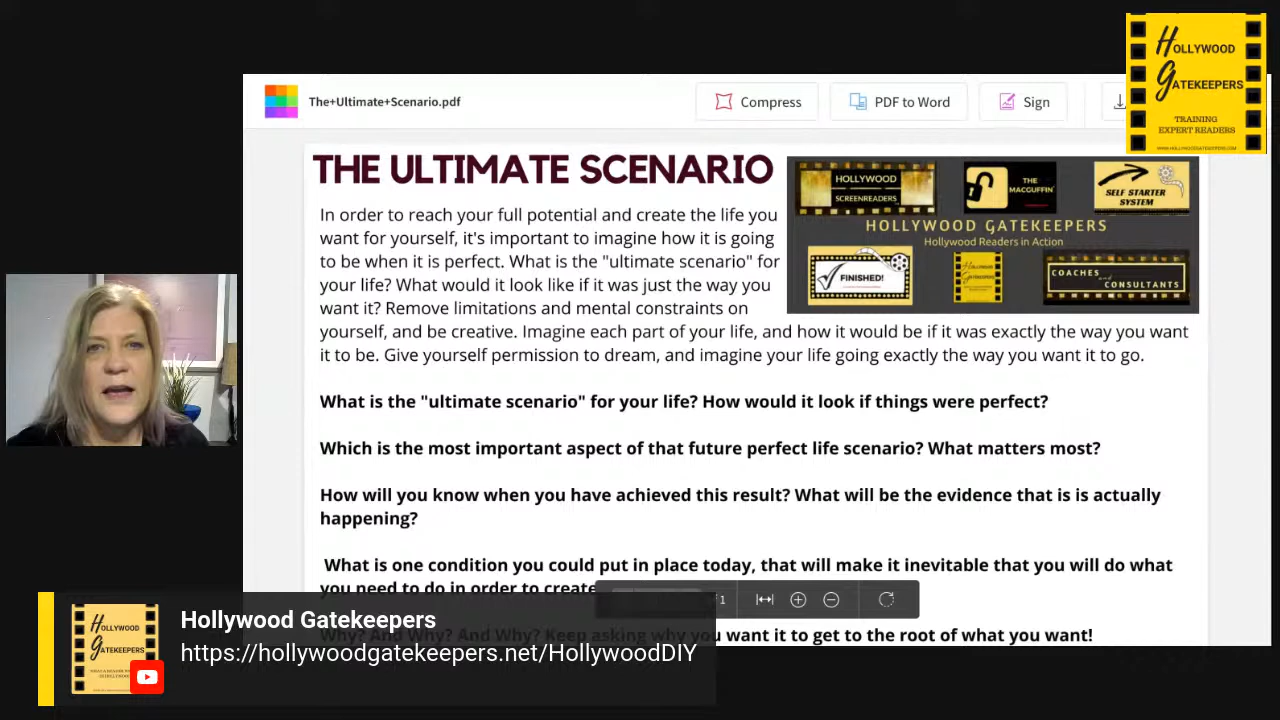 The+Ultimate+Scenario.pdf
Compress
PDF to Word
Sign
HOLLYWOOD
GATEKEEPERS
TRAINING
EXPERT READERS
WWW.HOLLYWOODGATEKEEPERS.COM
THE ULTIMATE SCENARIO
In order to reach your full potential and create the life you
want for yourself, it's important to imagine how it is going
to be when it is perfect. What is the "ultimate scenario" for
your life? What would it look like if it was just the way you
want it? Remove limitations and mental constraints on
yourself, and be creative. Imagine each part of your life, and how it would be if it was exactly the way you want
it to be. Give yourself permission to dream, and imagine your life going exactly the way you want it to go.
HOLLYWOOD
SCREENREADERS
THE
MACGUFFIN
SELF STARTER
SYSTEM
HOLLYWOOD GATEKEEPERS
Hollywood Readers in Action
FINISHED!
COACHES
and
CONSULTANTS
What is the "ultimate scenario" for your life? How would it look if things were perfect?
Which is the most important aspect of that future perfect life scenario? What matters most?
How will you know when you have achieved this result? What will be the evidence that is is actually
happening?
What is one condition you could put in place today, that will make it inevitable that you will do what
you need to do in order to create
1
Why? And Why? And Why? Keep asking why you want it to get to the root of what you want!
HOLLYWOOD
GATEKEEPERS
Hollywood Gatekeepers
https://hollywoodgatekeepers.net/HollywoodDIY